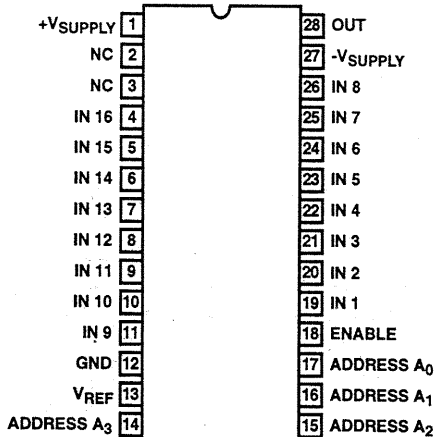 +VSUPPLY 1 28 OUT
NC 2 27 -VSUPPLY
NC 3 26 IN 8
IN 16 4 25 IN 7
IN 15 5 24 IN 6
IN 14 6 23 IN 5
IN 13 7 22 IN 4
IN 12 8 21 IN 3
IN 11 9 20 IN 2
IN 10 10 19 IN 1
IN 9 11 18 ENABLE
GND 12 17 ADDRESS A0
VREF 13 16 ADDRESS A1
ADDRESS A3 14 15 ADDRESS A2